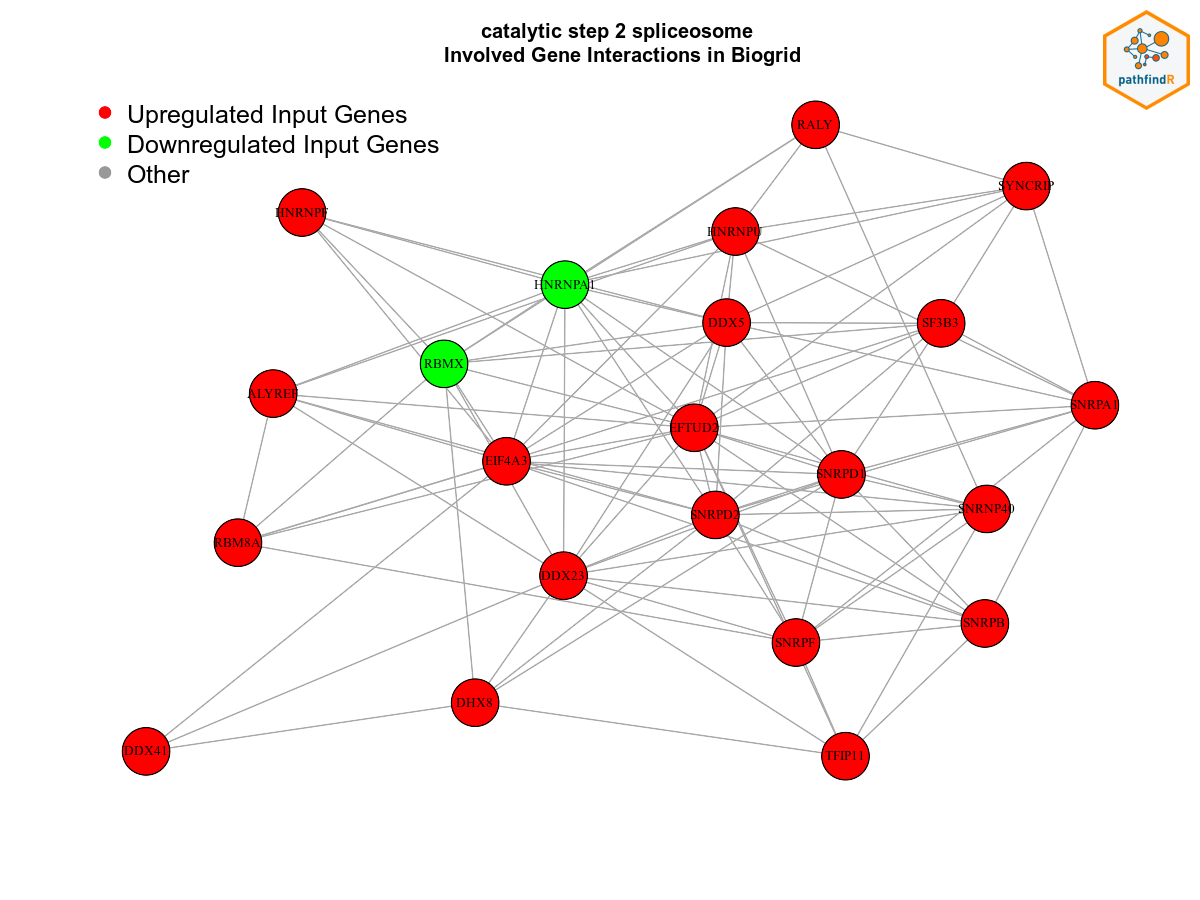 catalytic step 2 spliceosome
Involved Gene Interactions in Biogrid
pathfindR
Upregulated Input Genes
Downregulated Input Genes
Other
RALY
SYNCRIP
HNRNPF
HNRNPU
HNRNPA1
DDX5
SF3B3
RBMX
ALYREF
SNRPA1
EFTUD2
EIF4A3
SNRPD1
SNRNP40
SNRPD2
RBM8A
DDX23
SNRPB
SNRPF
DHX8
DDX41
TFIP11